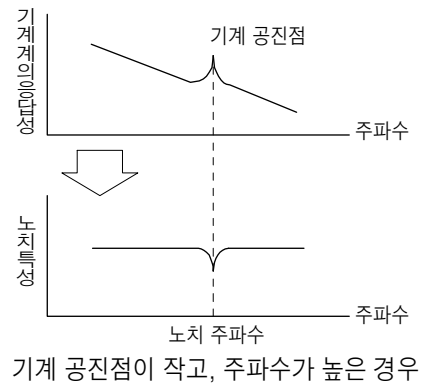 기계계의응답성
기계 공진점
주파수
노치특성
주파수
노치 주파수
기계 공진점이 작고, 주파수가 높은 경우